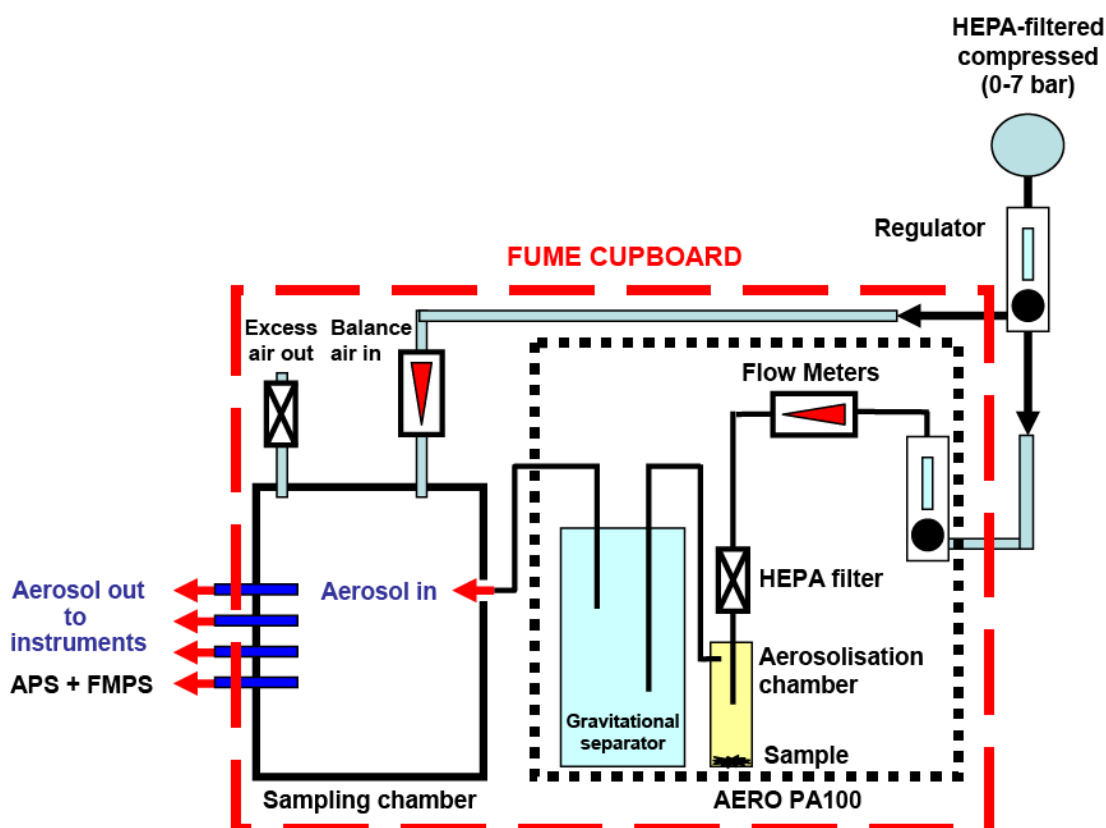 HEPA-filtered
compressed
(0-7 bar)
Regulator
FUME CUPBOARD
Excess
air out
Balance
air in
Flow Meters
HEPA filter
Aerosol out
to
instruments
APS + FMPS
Aerosol in
Aerosolisation
chamber
Gravitational
separator
Sample
Sampling chamber
AERO PA100